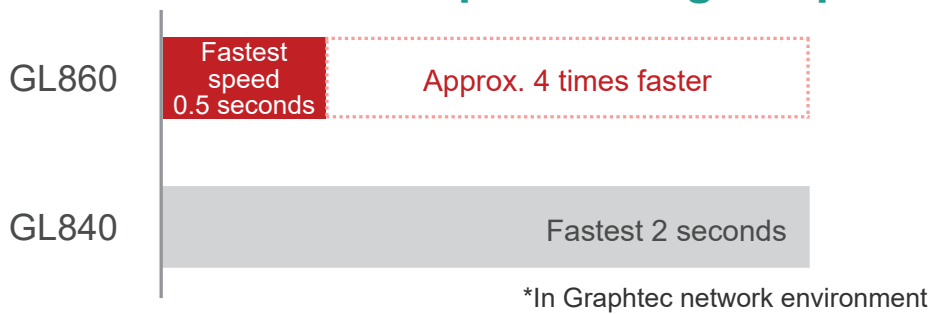 GL860
Fastest
speed
0.5 seconds
Approx. 4 times faster
GL840
Fastest 2 seconds
*In Graphtec network environment